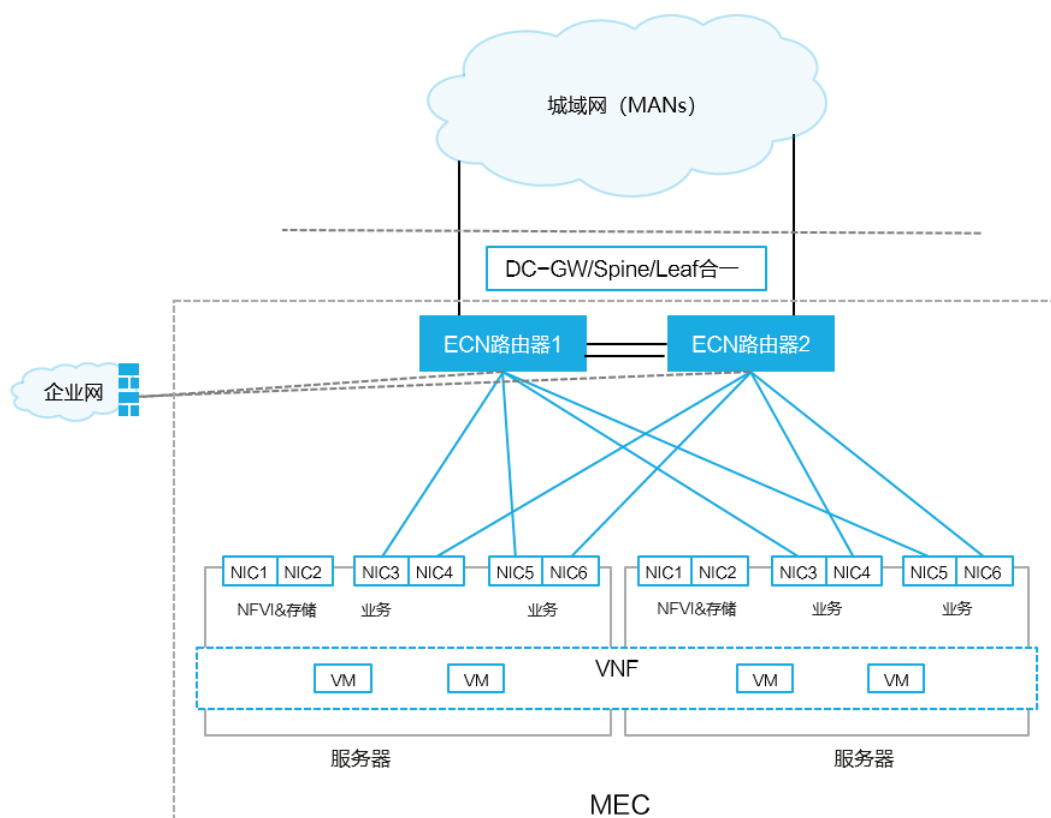 城域网（MANs）
DC-GW/Spine/Leaf合一
ECN路由器1
ECN路由器2
企业网
NIC1 NIC2 NIC3 NIC4 NIC5 NIC6
NIC1 NIC2 NIC3 NIC4 NIC5 NIC6
NFVI&存储 业务 业务
NFVI&存储 业务 业务
VNF
VM VM VM VM
服务器 服务器
MEC